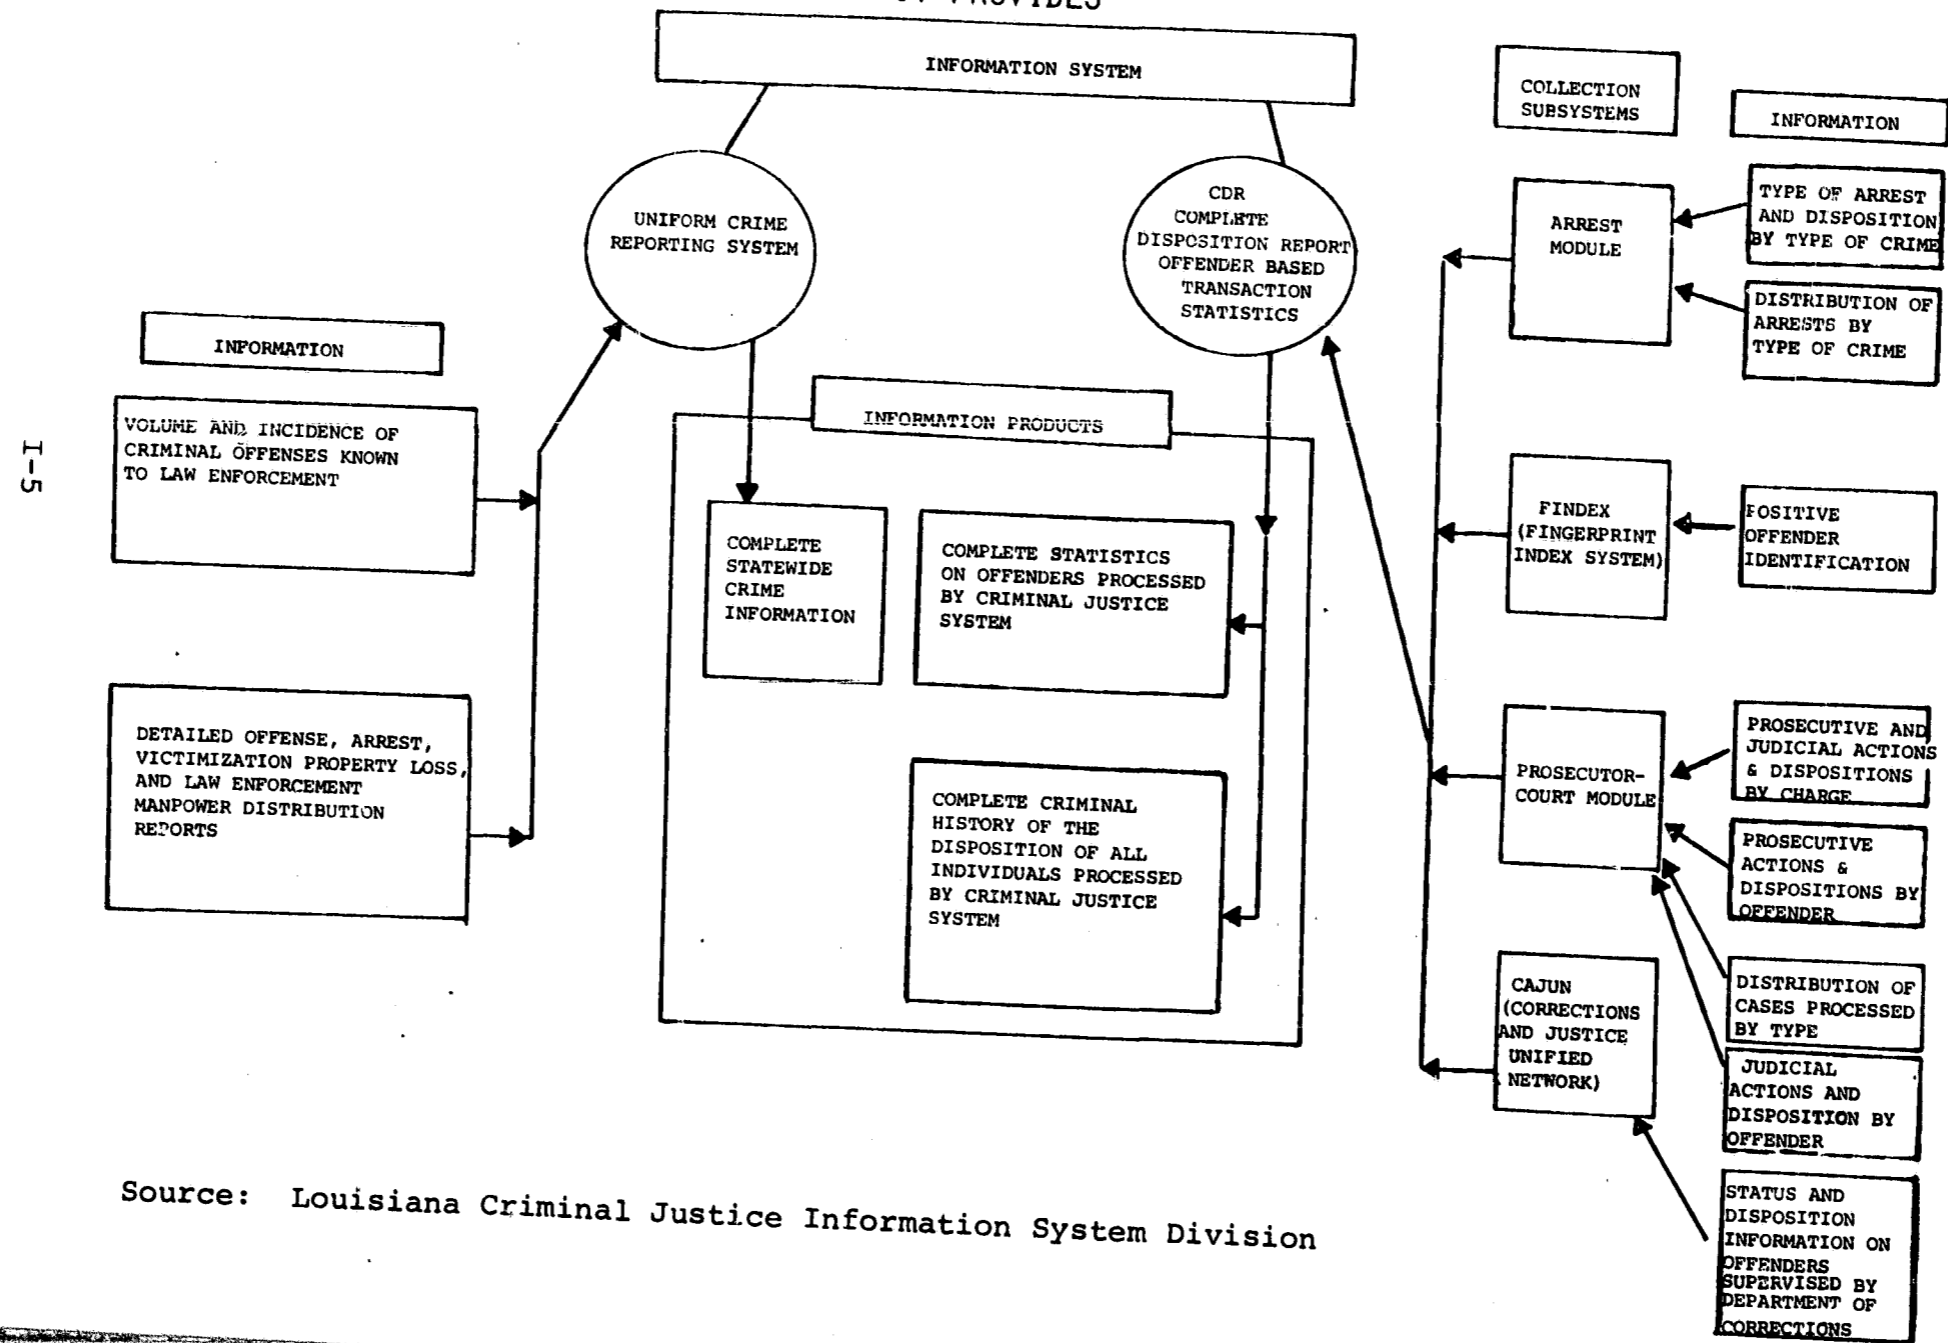 PROVIDES
INFORMATION SYSTEM
COLLECTION
SUBSYSTEMS
INFORMATION
UNIFORM CRIME
REPORTING SYSTEM
CDR
COMPLETE
DISPOSITION REPORT
OFFENDER BASED
TRANSACTION
STATISTICS
ARREST
MODULE
TYPE OF ARREST
AND DISPOSITION
BY TYPE OF CRIME
DISTRIBUTION OF
ARRESTS BY
TYPE OF CRIME
INFORMATION
VOLUME AND INCIDENCE OF
CRIMINAL OFFENSES KNOWN
TO LAW ENFORCEMENT
DETAILED OFFENSE, ARREST,
VICTIMIZATION PROPERTY LOSS,
AND LAW ENFORCEMENT
MANPOWER DISTRIBUTION
REPORTS
INFORMATION PRODUCTS
COMPLETE
STATEWIDE
CRIME
INFORMATION
COMPLETE STATISTICS
ON OFFENDERS PROCESSED
BY CRIMINAL JUSTICE
SYSTEM
COMPLETE CRIMINAL
HISTORY OF THE
DISPOSITION OF ALL
INDIVIDUALS PROCESSED
BY CRIMINAL JUSTICE
SYSTEM
FINDEX
(FINGERPRINT
INDEX SYSTEM)
POSITIVE
OFFENDER
IDENTIFICATION
PROSECUTOR-
COURT MODULE
PROSECUTIVE AND
JUDICIAL ACTIONS
& DISPOSITIONS
BY CHARGE
PROSECUTIVE
ACTIONS &
DISPOSITIONS BY
OFFENDER
DISTRIBUTION OF
CASES PROCESSED
BY TYPE
JUDICIAL
ACTIONS AND
DISPOSITION BY
OFFENDER
CAJUN
(CORRECTIONS
AND JUSTICE
UNIFIED
NETWORK)
STATUS AND
DISPOSITION
INFORMATION ON
OFFENDERS
SUPERVISED BY
DEPARTMENT OF
CORRECTIONS
I-5
Source: Louisiana Criminal Justice Information System Division